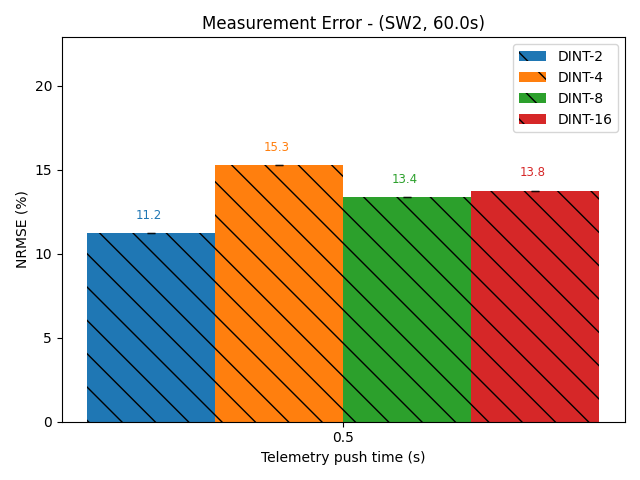 Measurement Error - (SW2, 60.0s)
DINT-2
DINT-4
DINT-8
DINT-16
20
15
10
5
0
NRMSE (%)
11.2
15.3
13.4
13.8
0.5
Telemetry push time (s)